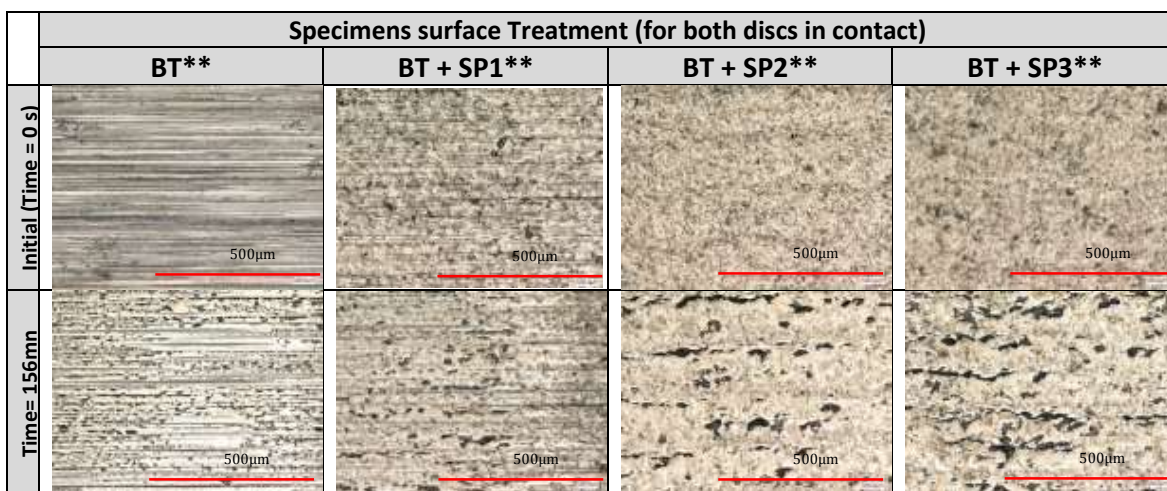 Specimens surface Treatment (for both discs in contact)
BT**
BT + SP1**
BT + SP2**
BT + SP3**
Initial (Time = 0 s)
500µm
500µm
500µm
500µm
Time= 156mn
500µm
500µm
500µm
500µm